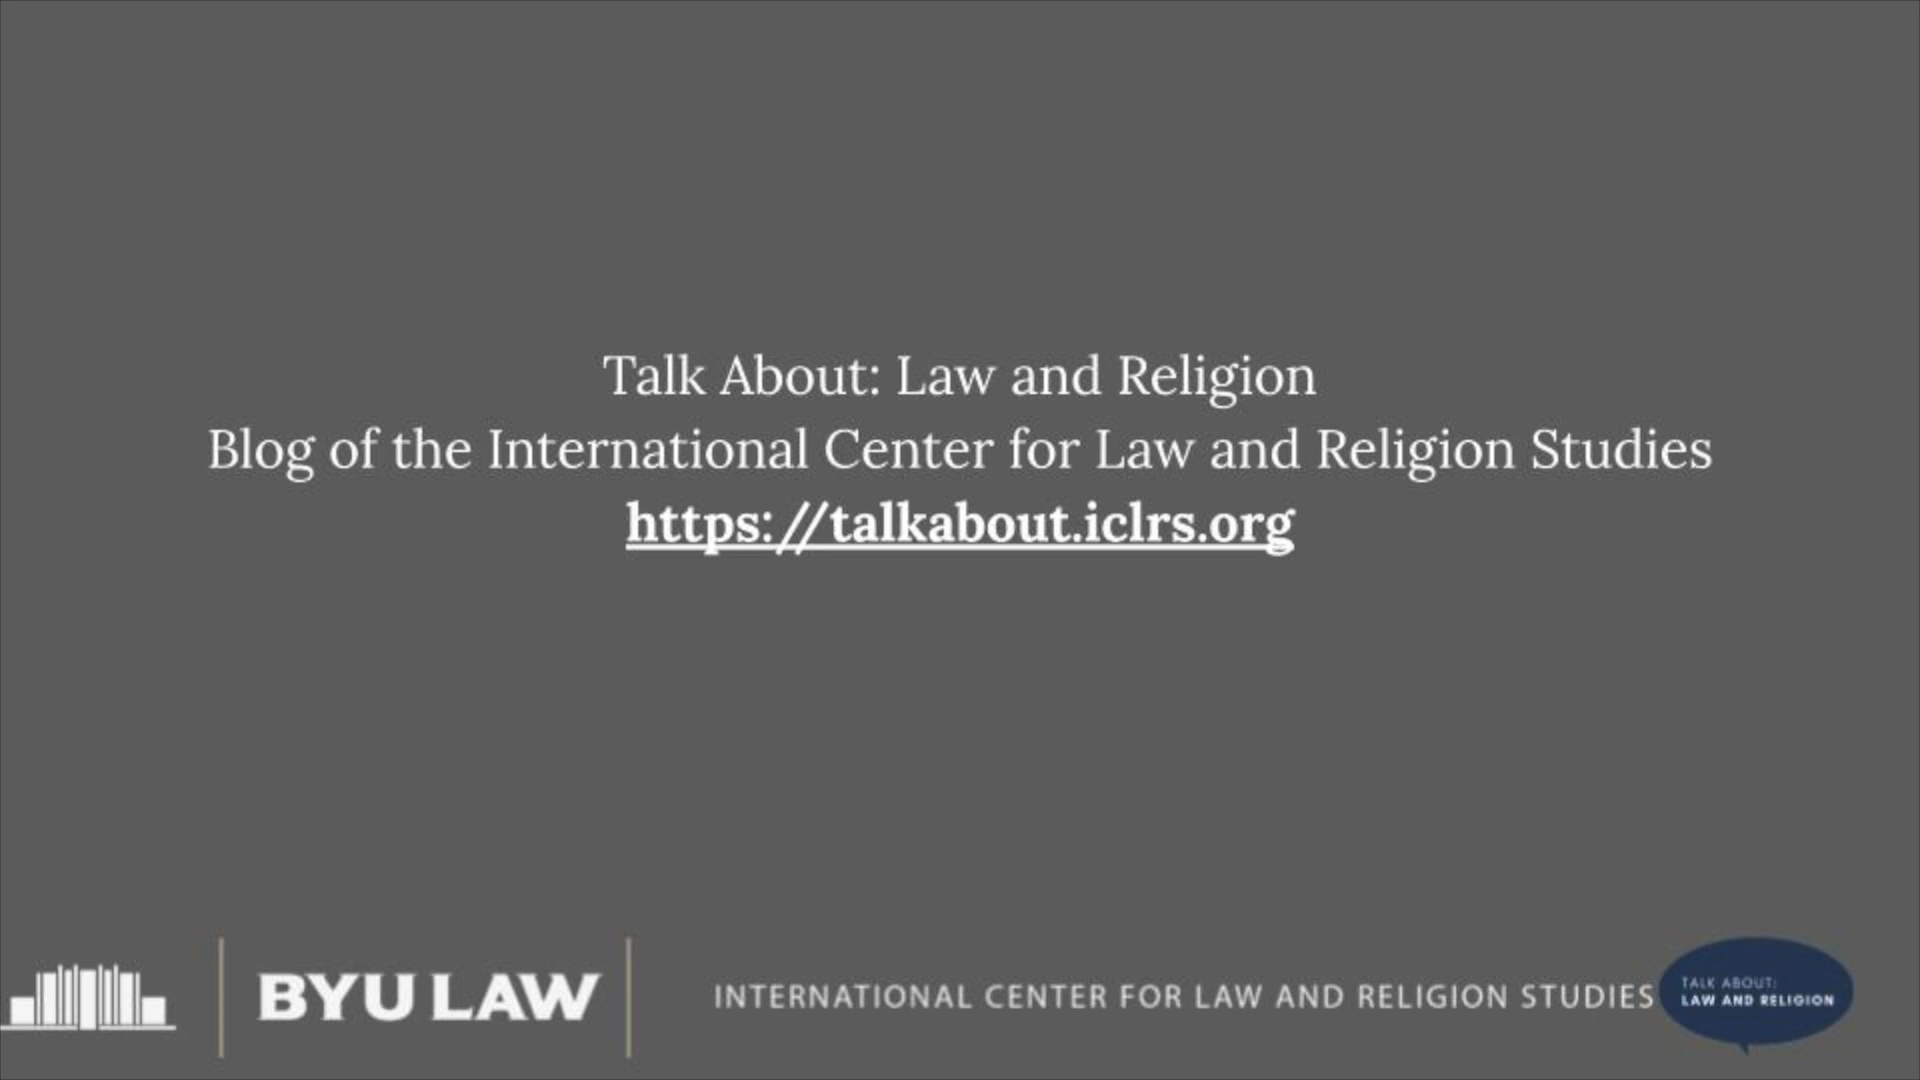 Talk About: Law and Religion
Blog of the International Center for Law and Religion Studies
https://talkabout.iclrs.org
BYU LAW
INTERNATIONAL CENTER FOR LAW AND RELIGION STUDIES
TALK ABOUT:
LAW AND RELIGION